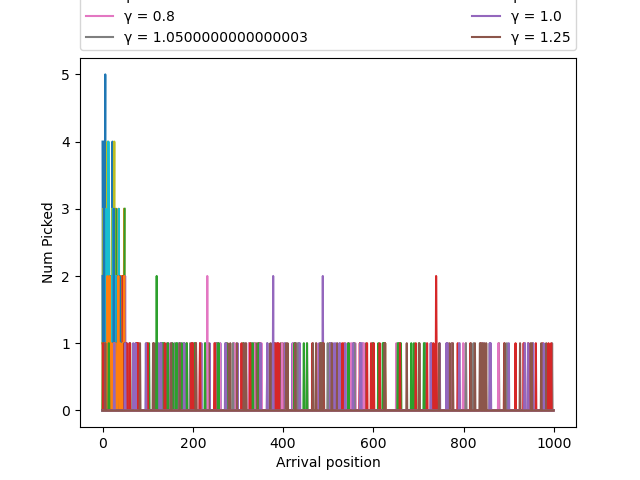 γ = 0.8 γ = 1.0
γ = 1.0500000000000003 γ = 1.25
5
4
3
2
1
0
Num Picked
0 200 400 600 800 1000
Arrival position